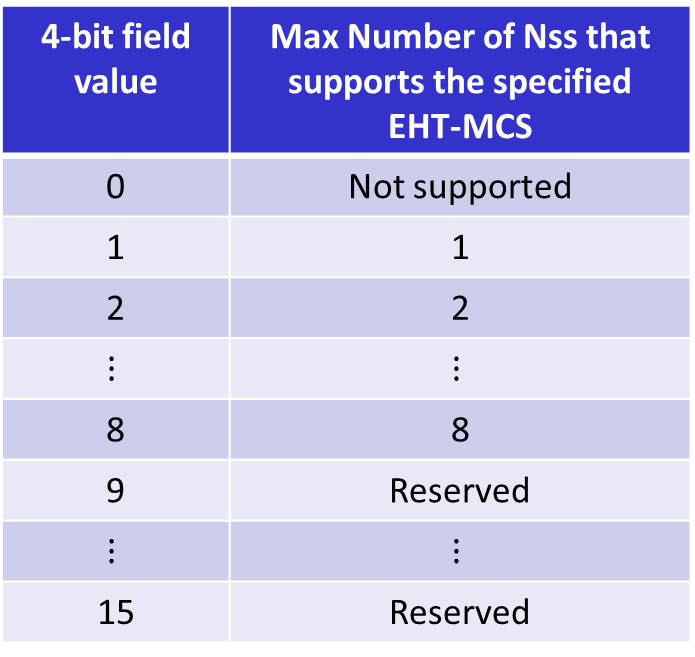 4-bit field value
Max Number of Nss that supports the specified EHT-MCS
0 Not supported
1 1
2 2
⋮ ⋮
8 8
9 Reserved
⋮ ⋮
15 Reserved